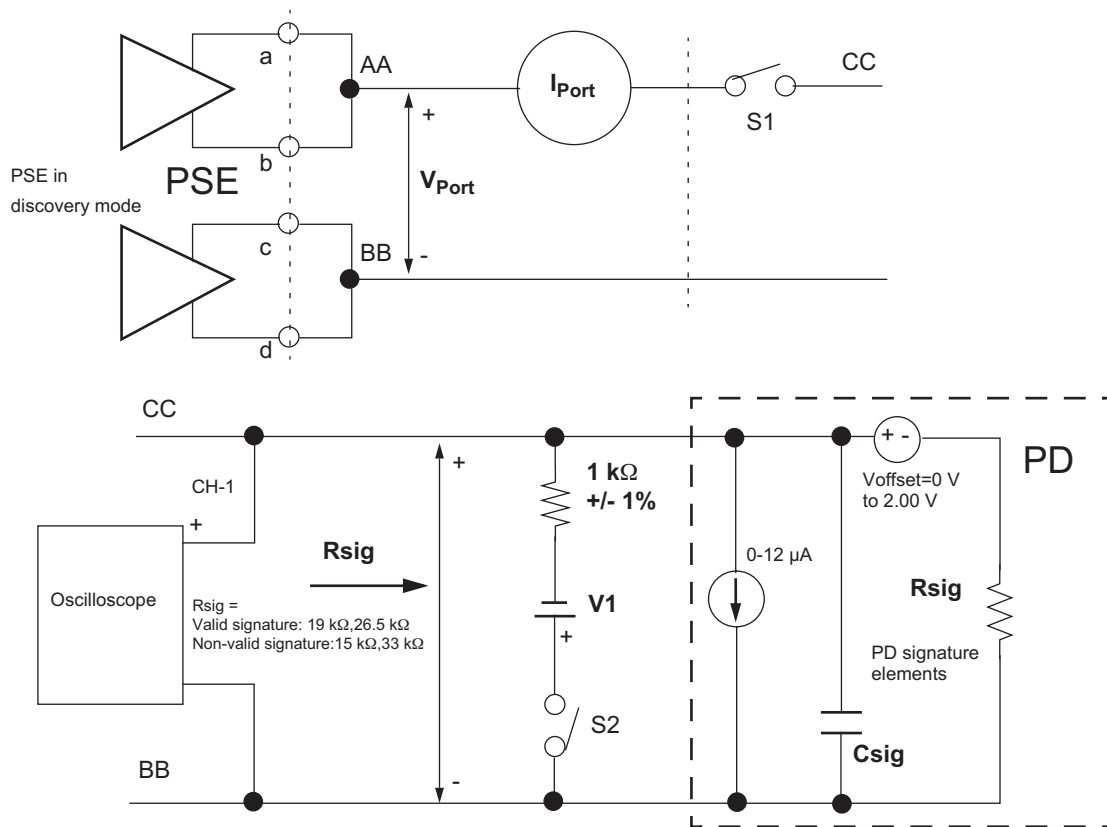 a
AA
I Port
CC
S1
+
b
PSE in
discovery mode
PSE
V Port
c
BB
-
d
CC
CH-1
+
+
1 kΩ
+/- 1%
+ -
PD
Voffset=0 V
to 2.00 V
Rsig
0-12 µA
Oscilloscope
Rsig =
Valid signature: 19 kΩ,26.5 kΩ
Non-valid signature:15 kΩ,33 kΩ
V1
+
Rsig
PD signature
elements
S2
Csig
BB
-